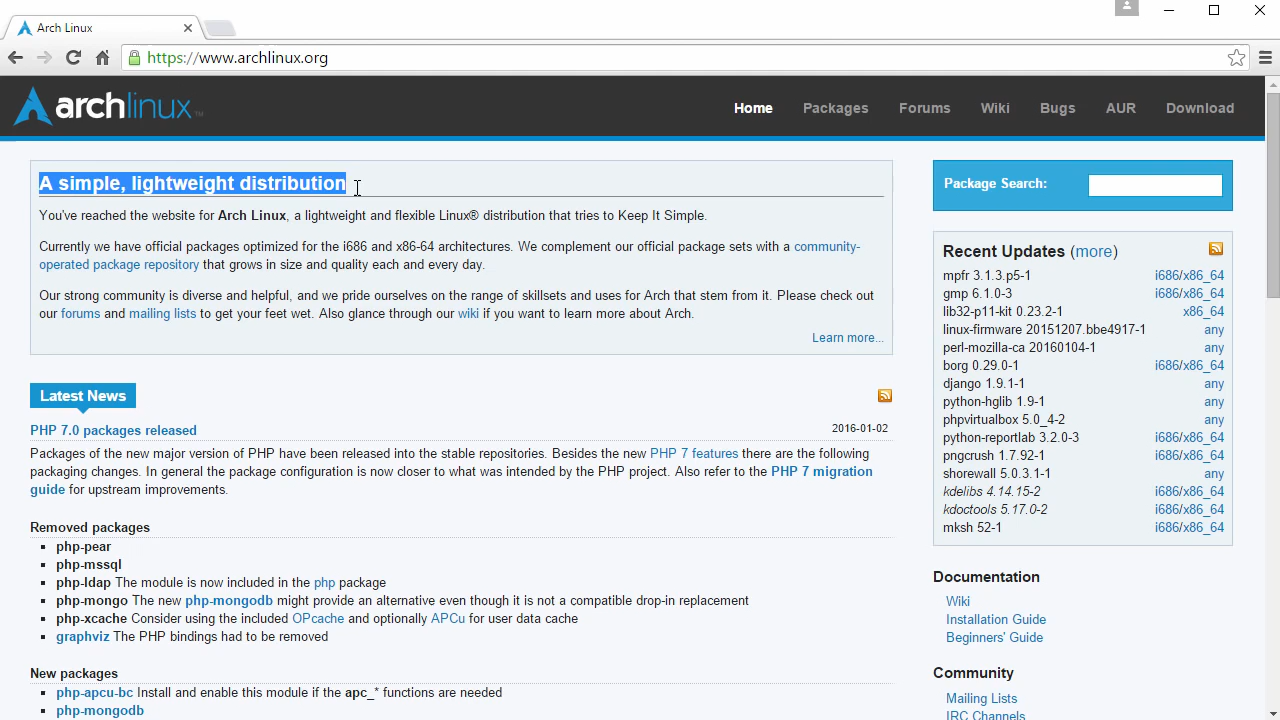 Arch Linux
https://www.archlinux.org
archlinux
Home Packages Forums Wiki Bugs AUR Download
A simple, lightweight distribution
You've reached the website for Arch Linux, a lightweight and flexible Linux® distribution that tries to Keep It Simple.
Currently we have official packages optimized for the i686 and x86-64 architectures. We complement our official package sets with a community-
operated package repository that grows in size and quality each and every day.
Our strong community is diverse and helpful, and we pride ourselves on the range of skillsets and uses for Arch that stem from it. Please check out
our forums and mailing lists to get your feet wet. Also glance through our wiki if you want to learn more about Arch.
Learn more...
Latest News
PHP 7.0 packages released 2016-01-02
Packages of the new major version of PHP have been released into the stable repositories. Besides the new PHP 7 features there are the following
packaging changes. In general the package configuration is now closer to what was intended by the PHP project. Also refer to the PHP 7 migration
guide for upstream improvements.
Removed packages
php-pear
php-mssql
php-ldap The module is now included in the php package
php-mongo The new php-mongodb might provide an alternative even though it is not a compatible drop-in replacement
php-xcache Consider using the included OPcache and optionally APCu for user data cache
graphviz The PHP bindings had to be removed
New packages
php-apcu-bc Install and enable this module if the apc_* functions are needed
php-mongodb
Package Search:
Recent Updates (more)
mpfr 3.1.3.p5-1 i686/x86_64
gmp 6.1.0-3 i686/x86_64
lib32-p11-kit 0.23.2-1 x86_64
linux-firmware 20151207.bbe4917-1 any
perl-mozilla-ca 20160104-1 any
borg 0.29.0-1 i686/x86_64
django 1.9.1-1 any
python-hglib 1.9-1 any
phpvirtualbox 5.0_4-2 any
python-reportlab 3.2.0-3 i686/x86_64
pngcrush 1.7.92-1 i686/x86_64
shorewall 5.0.3.1-1 any
kdelibs 4.14.15-2 i686/x86_64
kdoctools 5.17.0-2 i686/x86_64
mksh 52-1 i686/x86_64
Documentation
Wiki
Installation Guide
Beginners' Guide
Community
Mailing Lists
IRC Channels